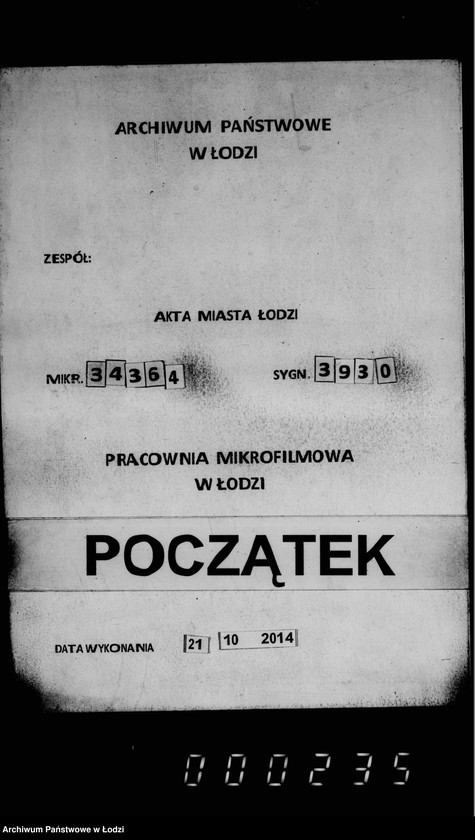 ARCHIWUM PAŃSTWOWE
W ŁODZI
ZESPÓŁ:
AKTA MIASTA ŁODZI
MIKR. 34364 SYGN. 3930
PRACOWNIA MIKROFILMOWA
W ŁODZI
POCZĄTEK
DATA WYKONANIA 21 10 2014
000235
Archiwum Państwowe w Łodzi